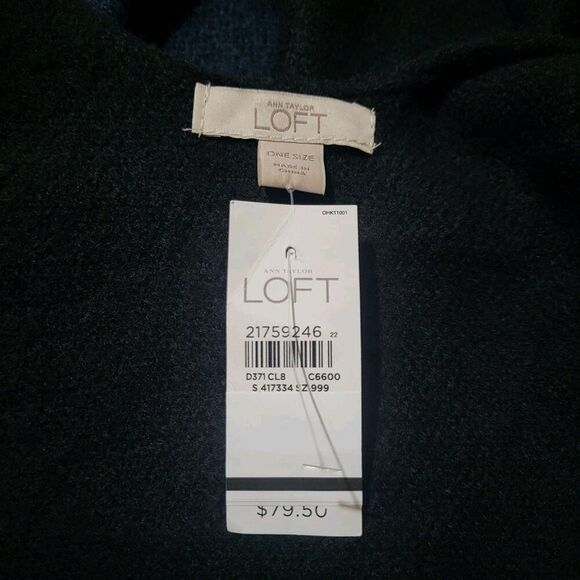 ANN TAYLOR
LOFT
ONE SIZE
MADE IN
CHINA
OHK11001
ANN TAYLOR
LOFT
21759246 22
D371 CL8 C6600
S 417334 SZ 999
$79.50